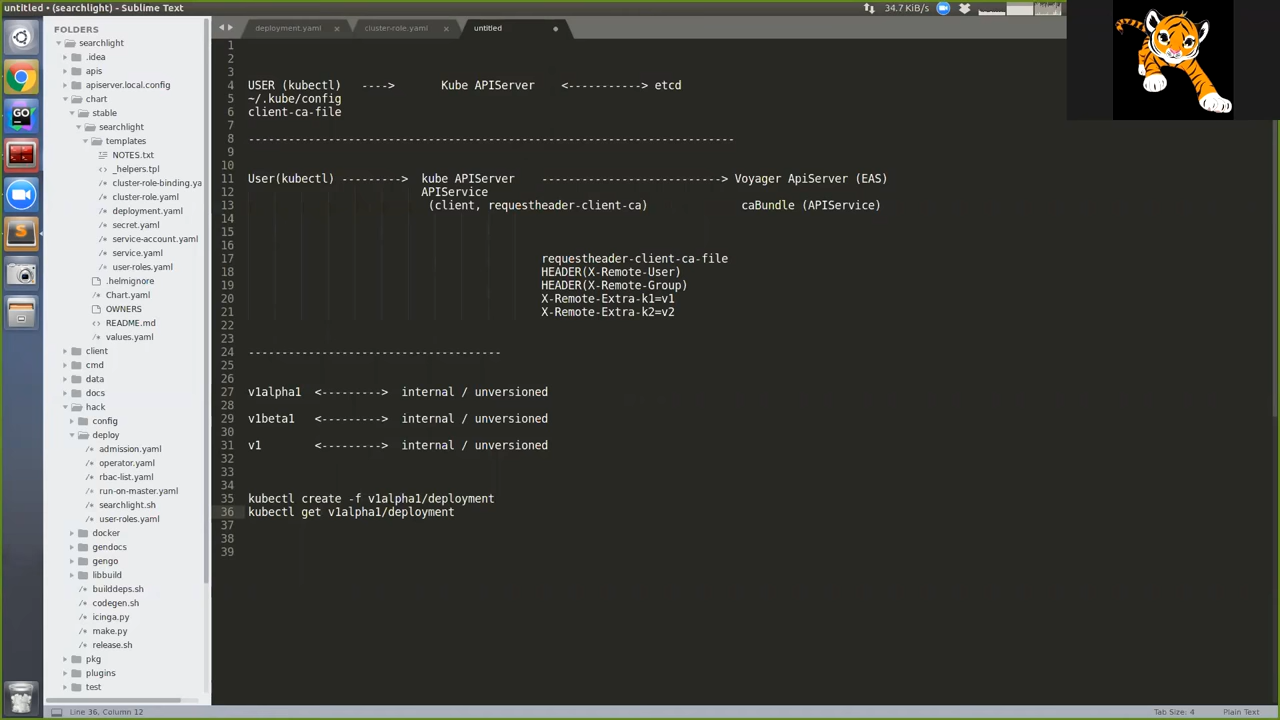 untitled • (searchlight) - Sublime Text
34.7 KiB/s
FOLDERS
searchlight
.idea
apis
apiserver.local.config
chart
stable
searchlight
templates
NOTES.txt
_helpers.tpl
cluster-role-binding.ya
cluster-role.yaml
deployment.yaml
secret.yaml
service-account.yaml
service.yaml
user-roles.yaml
.helmignore
Chart.yaml
OWNERS
README.md
values.yaml
client
cmd
data
docs
hack
config
deploy
admission.yaml
operator.yaml
rbac-list.yaml
run-on-master.yaml
searchlight.sh
user-roles.yaml
docker
gendocs
gengo
libbuild
builddeps.sh
codegen.sh
icinga.py
make.py
release.sh
pkg
plugins
test
deployment.yaml × cluster-role.yaml × untitled •
1
2
3
4 USER (kubectl) ----> Kube APIServer <-----------> etcd
5 ~/.kube/config
6 client-ca-file
7
8 -------------------------------------------------------------------------
9
10
11 User(kubectl) ---------> kube APIServer ----------------------------> Voyager ApiServer (EAS)
12 APIService
13 (client, requestheader-client-ca) caBundle (APIService)
14
15
16
17 requestheader-client-ca-file
18 HEADER(X-Remote-User)
19 HEADER(X-Remote-Group)
20 X-Remote-Extra-k1=v1
21 X-Remote-Extra-k2=v2
22
23
24 --------------------------------------
25
26
27 v1alpha1 <---------> internal / unversioned
28
29 v1beta1 <---------> internal / unversioned
30
31 v1 <---------> internal / unversioned
32
33
34
35 kubectl create -f v1alpha1/deployment
36 kubectl get v1alpha1/deployment
37
38
39
Line 36, Column 12
Tab Size: 4
Plain Text
GO
S